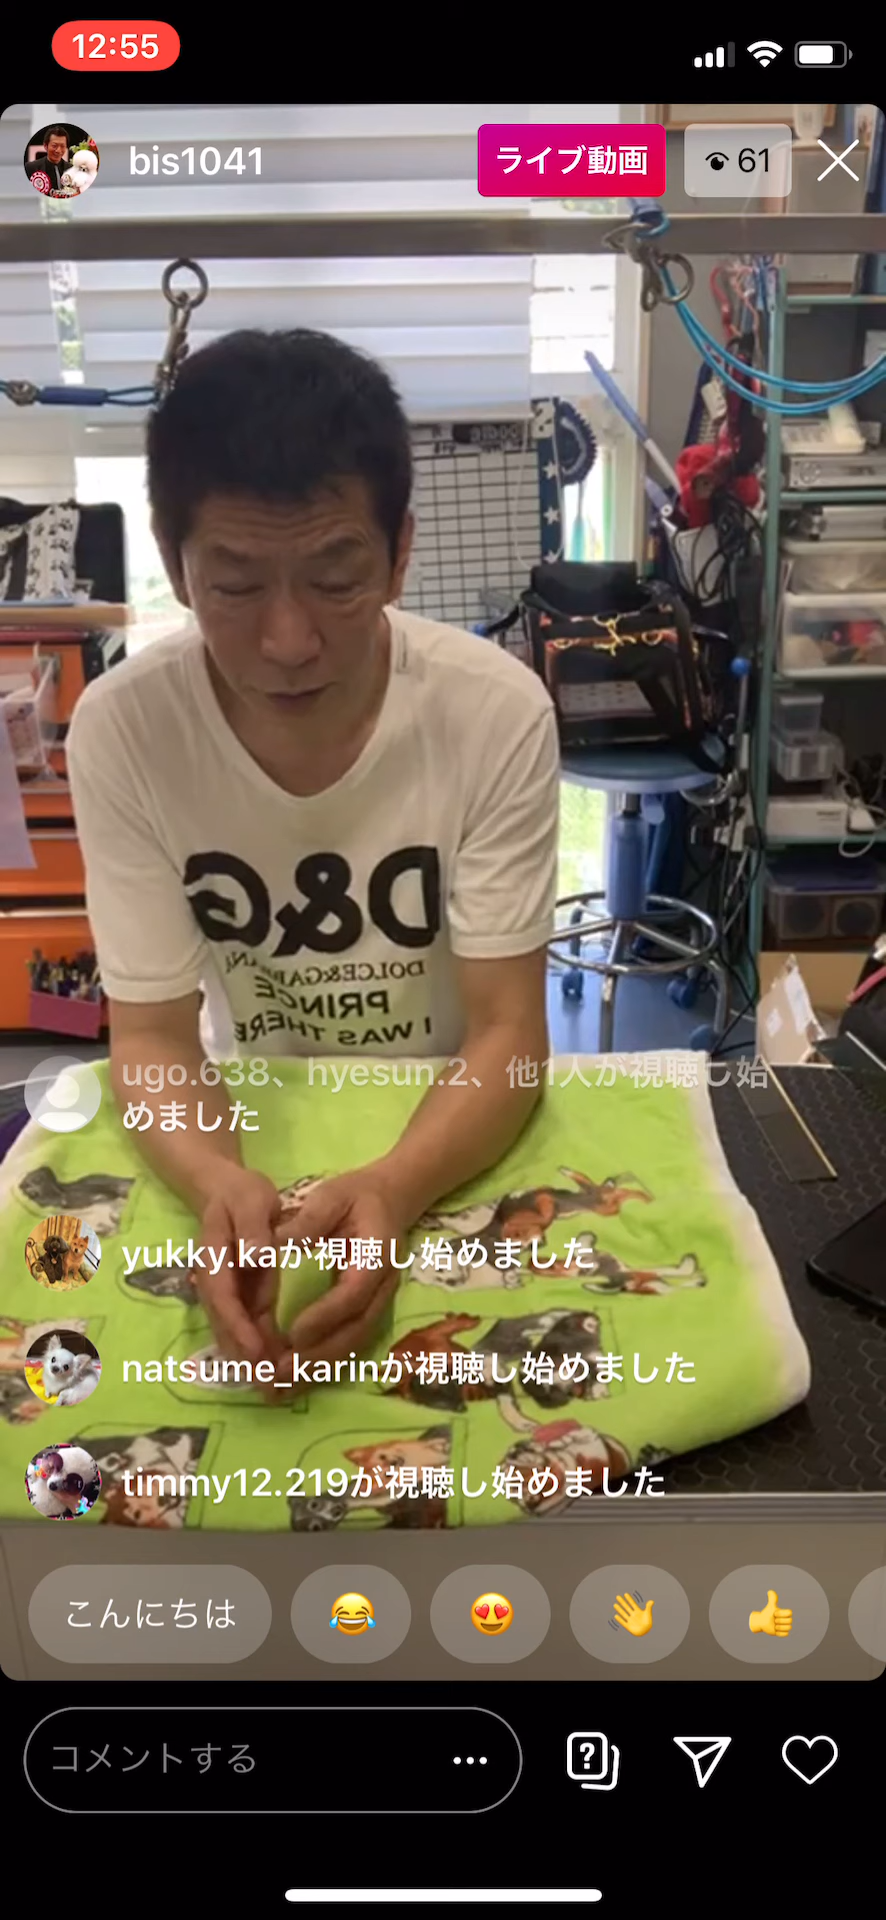 12:55
bis1041
ライブ動画
61
D&G
DOLCE&GABBANA
PRINCE
I WAS THERE
ugo.638、hyesun.2、他1人が視聴し始
めました
yukky.kaが視聴し始めました
natsume_karinが視聴し始めました
timmy12.219が視聴し始めました
こんにちは
コメントする